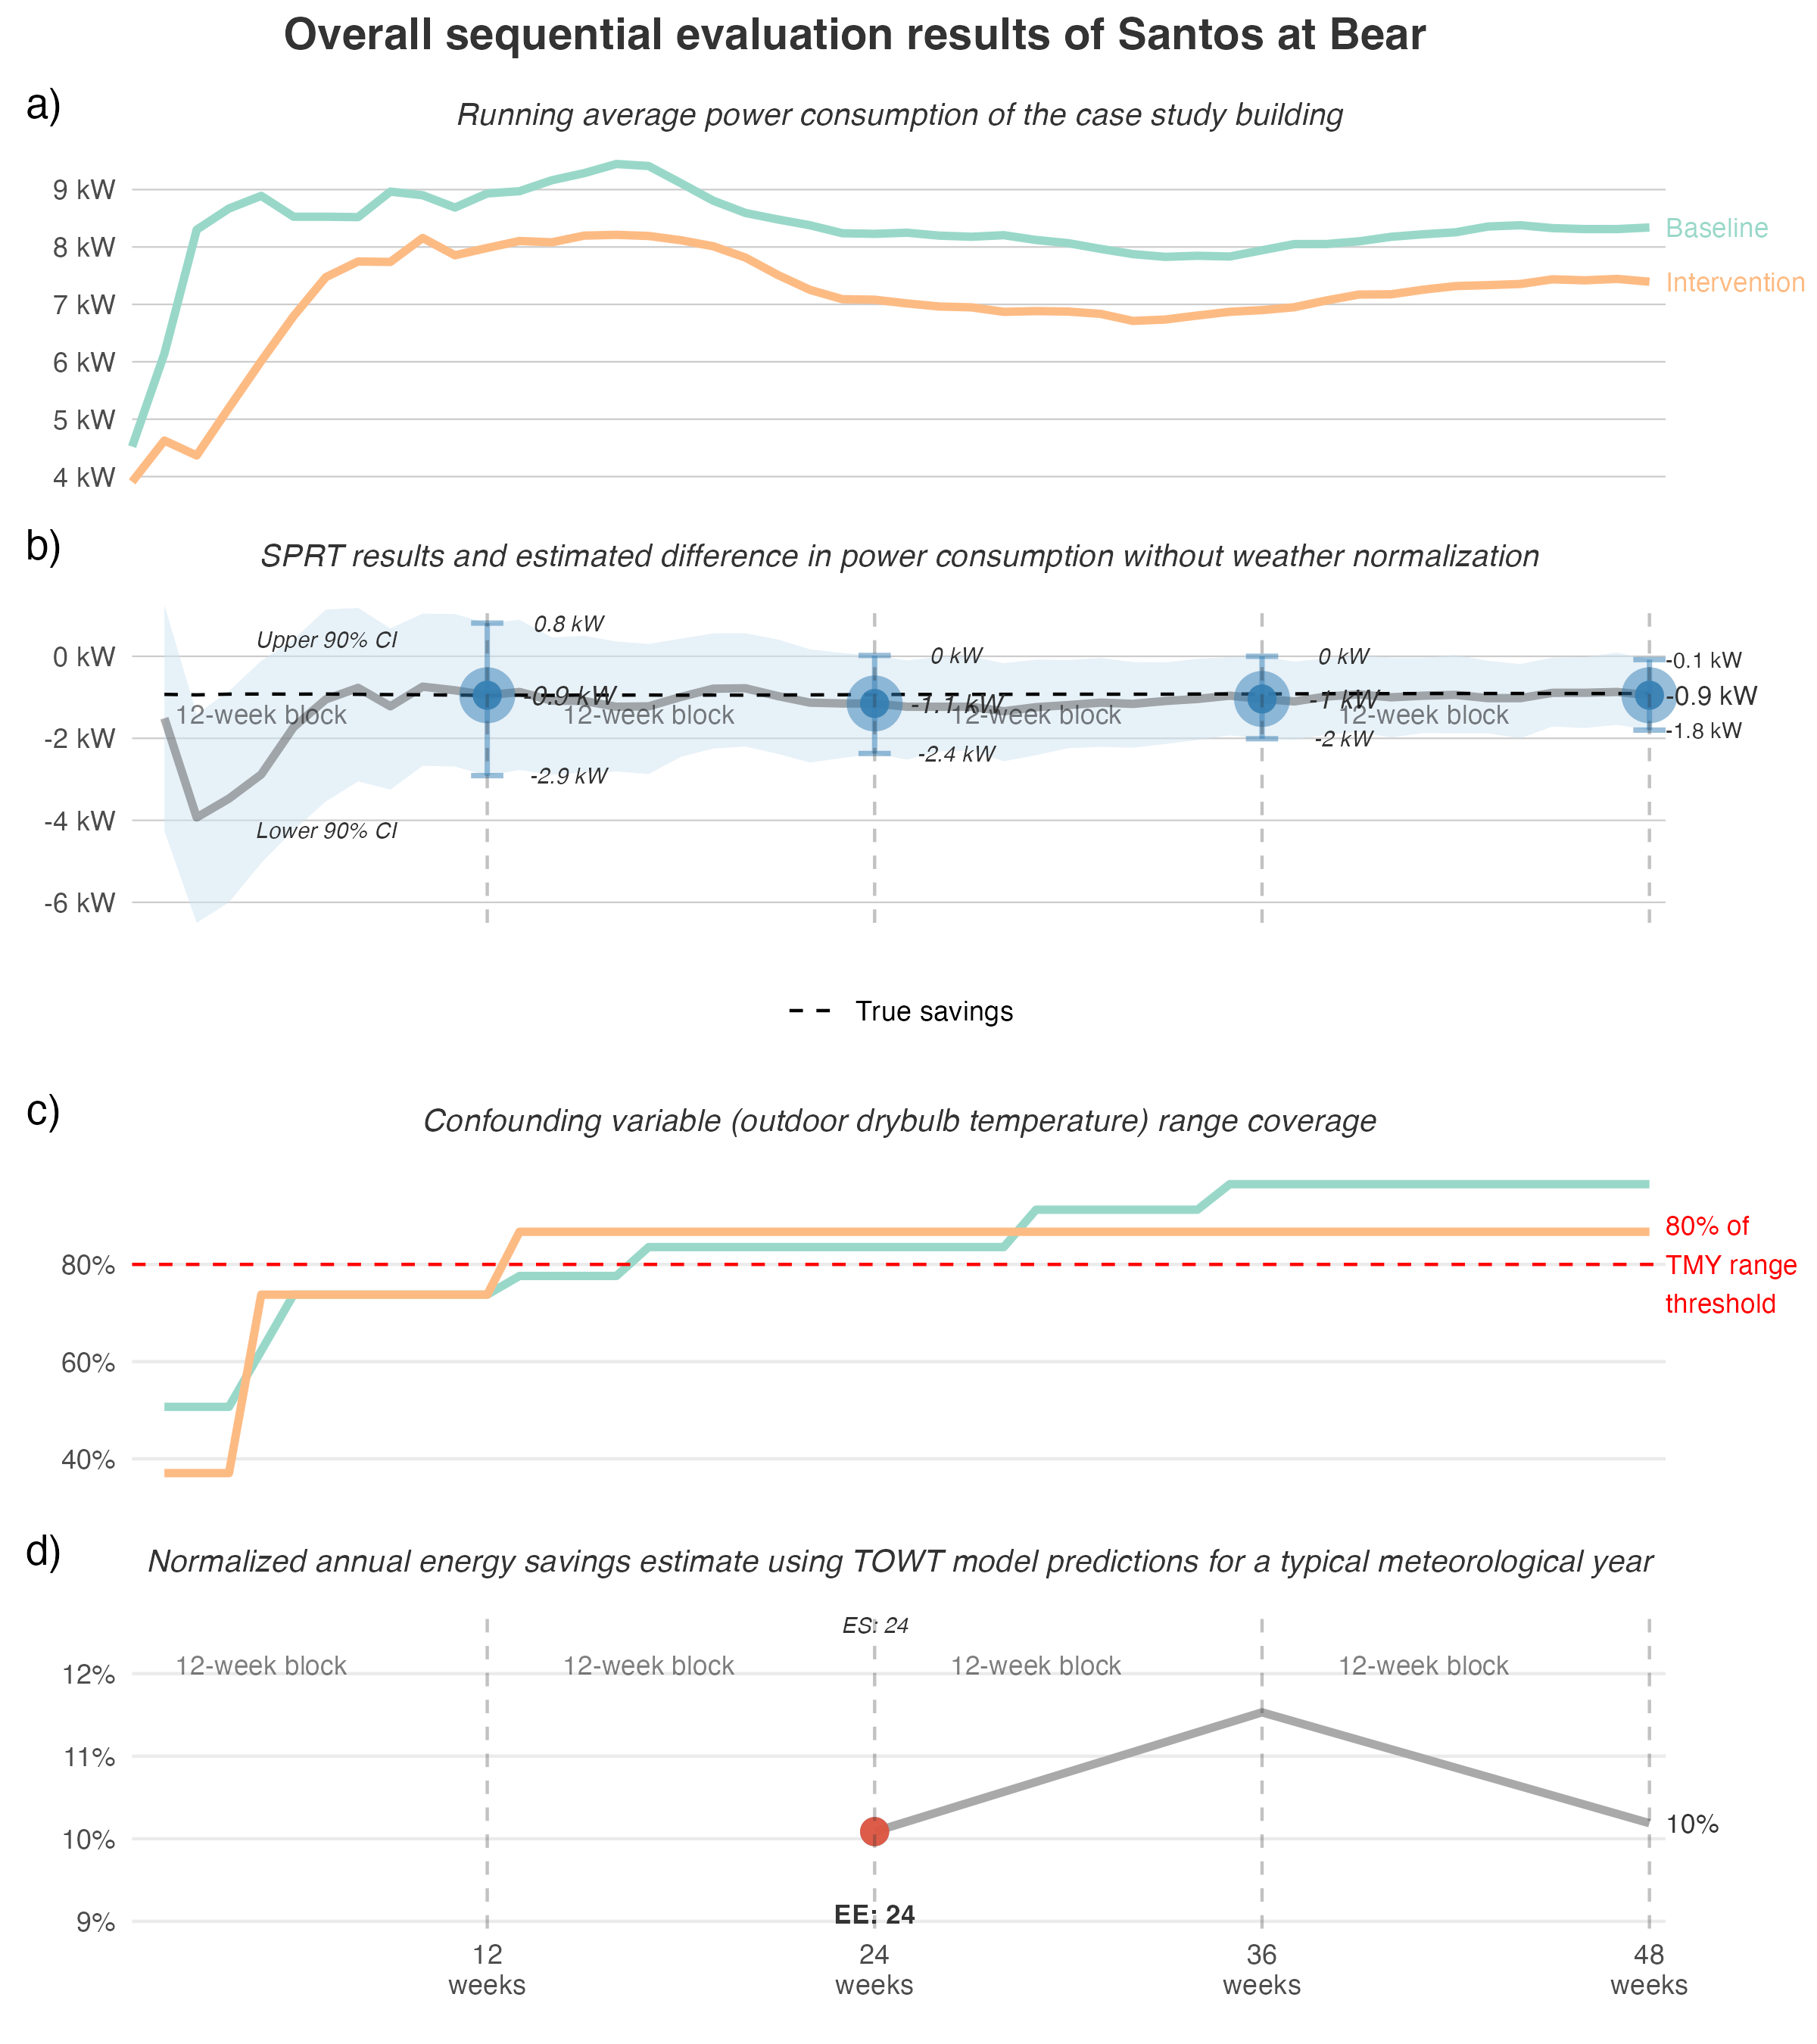 Overall sequential evaluation results of Santos at Bear
a)
Running average power consumption of the case study building
9 kW
8 kW
7 kW
6 kW
5 kW
4 kW
Baseline
Intervention
b)
SPRT results and estimated difference in power consumption without weather normalization
0 kW
-2 kW
-4 kW
-6 kW
Upper 90% CI
Lower 90% CI
12-week block
12-week block
12-week block
12-week block
0.8 kW
-0.9 kW
-2.9 kW
0 kW
-1.1 kW
-2.4 kW
0 kW
-1 kW
-2 kW
-0.1 kW
-0.9 kW
-1.8 kW
True savings
c)
Confounding variable (outdoor drybulb temperature) range coverage
80%
60%
40%
80% of
TMY range
threshold
d)
Normalized annual energy savings estimate using TOWT model predictions for a typical meteorological year
ES: 24
12-week block
12-week block
12-week block
12-week block
12%
11%
10%
9%
10%
EE: 24
12
weeks
24
weeks
36
weeks
48
weeks